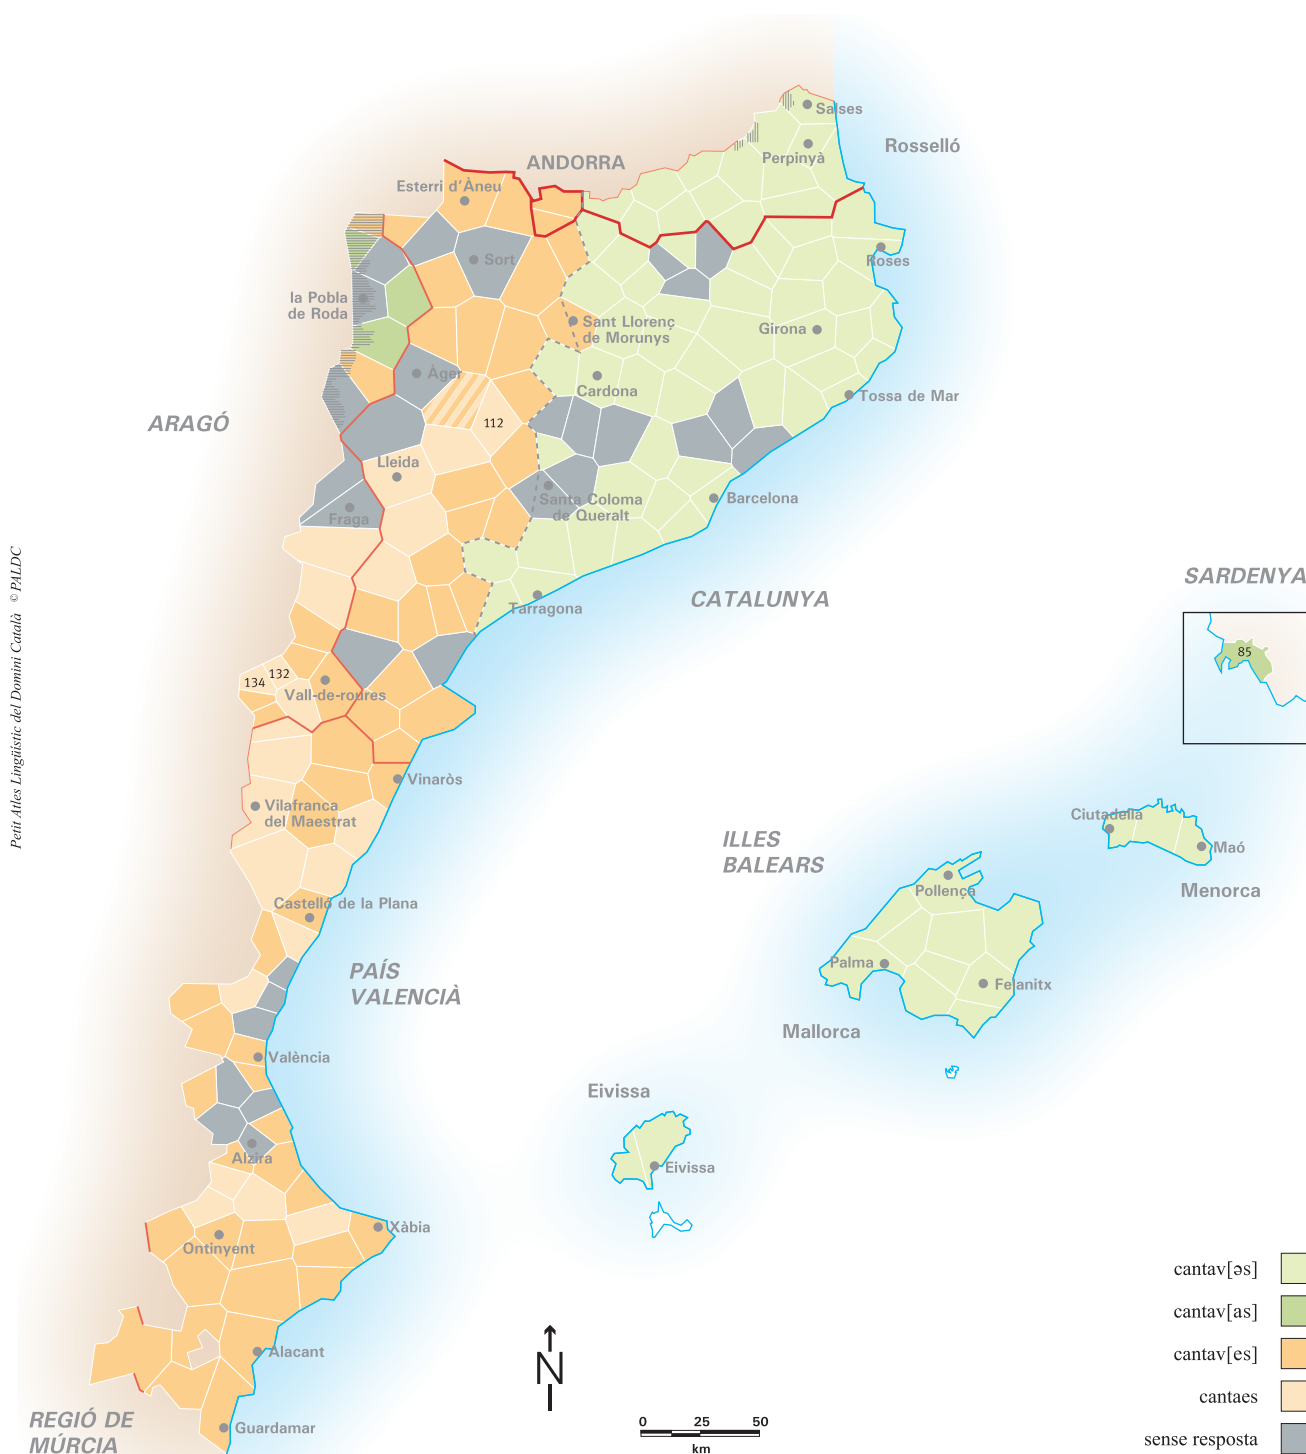 Salses
Rosselló
Perpinyà
ANDORRA
Esterri d'Àneu
Roses
Sort
la Pobla
de Roda
Sant Llorenç
de Morunys
Girona
Àger
Cardona
Tossa de Mar
ARAGÓ
112
Lleida
Santa Coloma
de Queralt
Barcelona
Fraga
Petit Atles Lingüístic del Domini Català © PALDC
SARDENYA
CATALUNYA
Tarragona
85
132
134
Vall-de-roures
Vinaròs
Vilafranca
del Maestrat
Ciutadella
ILLES
BALEARS
Maó
Pollença
Menorca
Castelló de la Plana
Palma
PAÍS
VALENCIÀ
Felanitx
Mallorca
València
Eivissa
Alzira
Eivissa
Xàbia
Ontinyent
cantav[əs]
cantav[as]
Alacant
cantav[es]
N
cantaes
REGIÓ DE
MÚRCIA
Guardamar
0 25 50
km
sense resposta